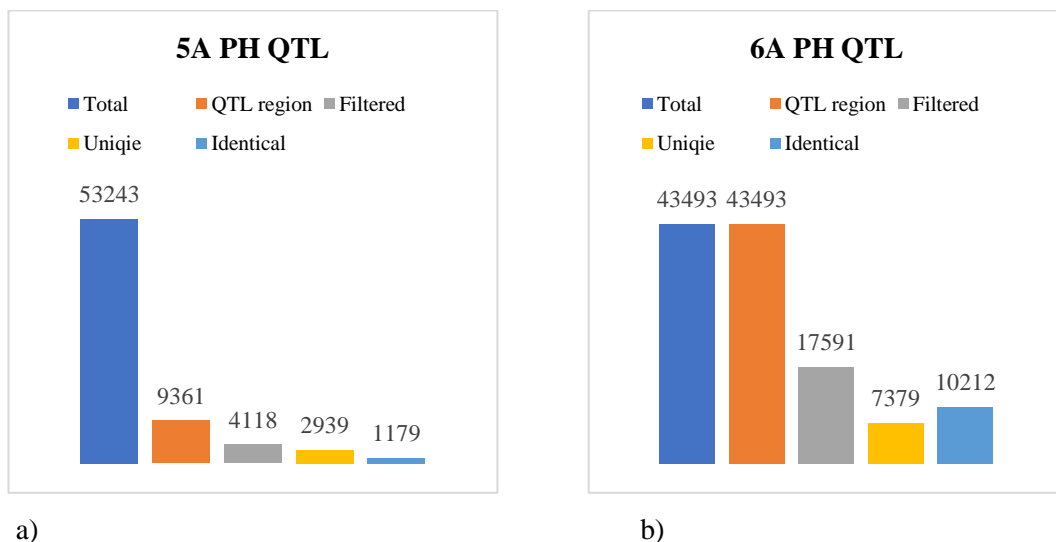 5A PH QTL
Total QTL region Filtered
Uniqie Identical
53243
9361
4118
2939
1179
a)
6A PH QTL
Total QTL region Filtered
Uniqie Identical
43493
43493
17591
7379
10212
b)